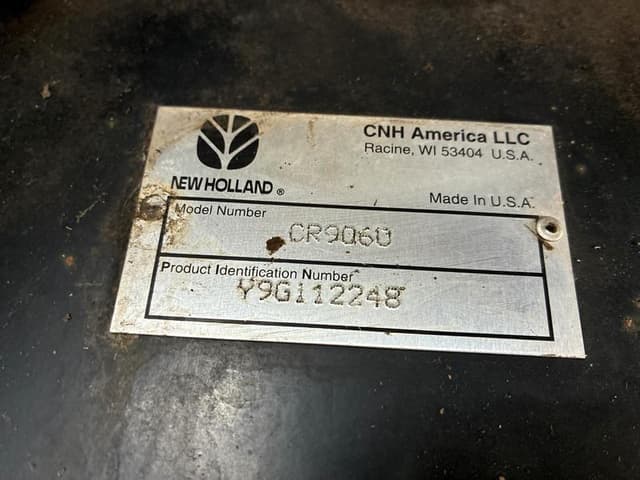 CNH America LLC
Racine, WI 53404 U.S.A.
NEW HOLLAND ®
Made In U.S.A.
Model Number
CR9060
Product Identification Number
Y9G112248